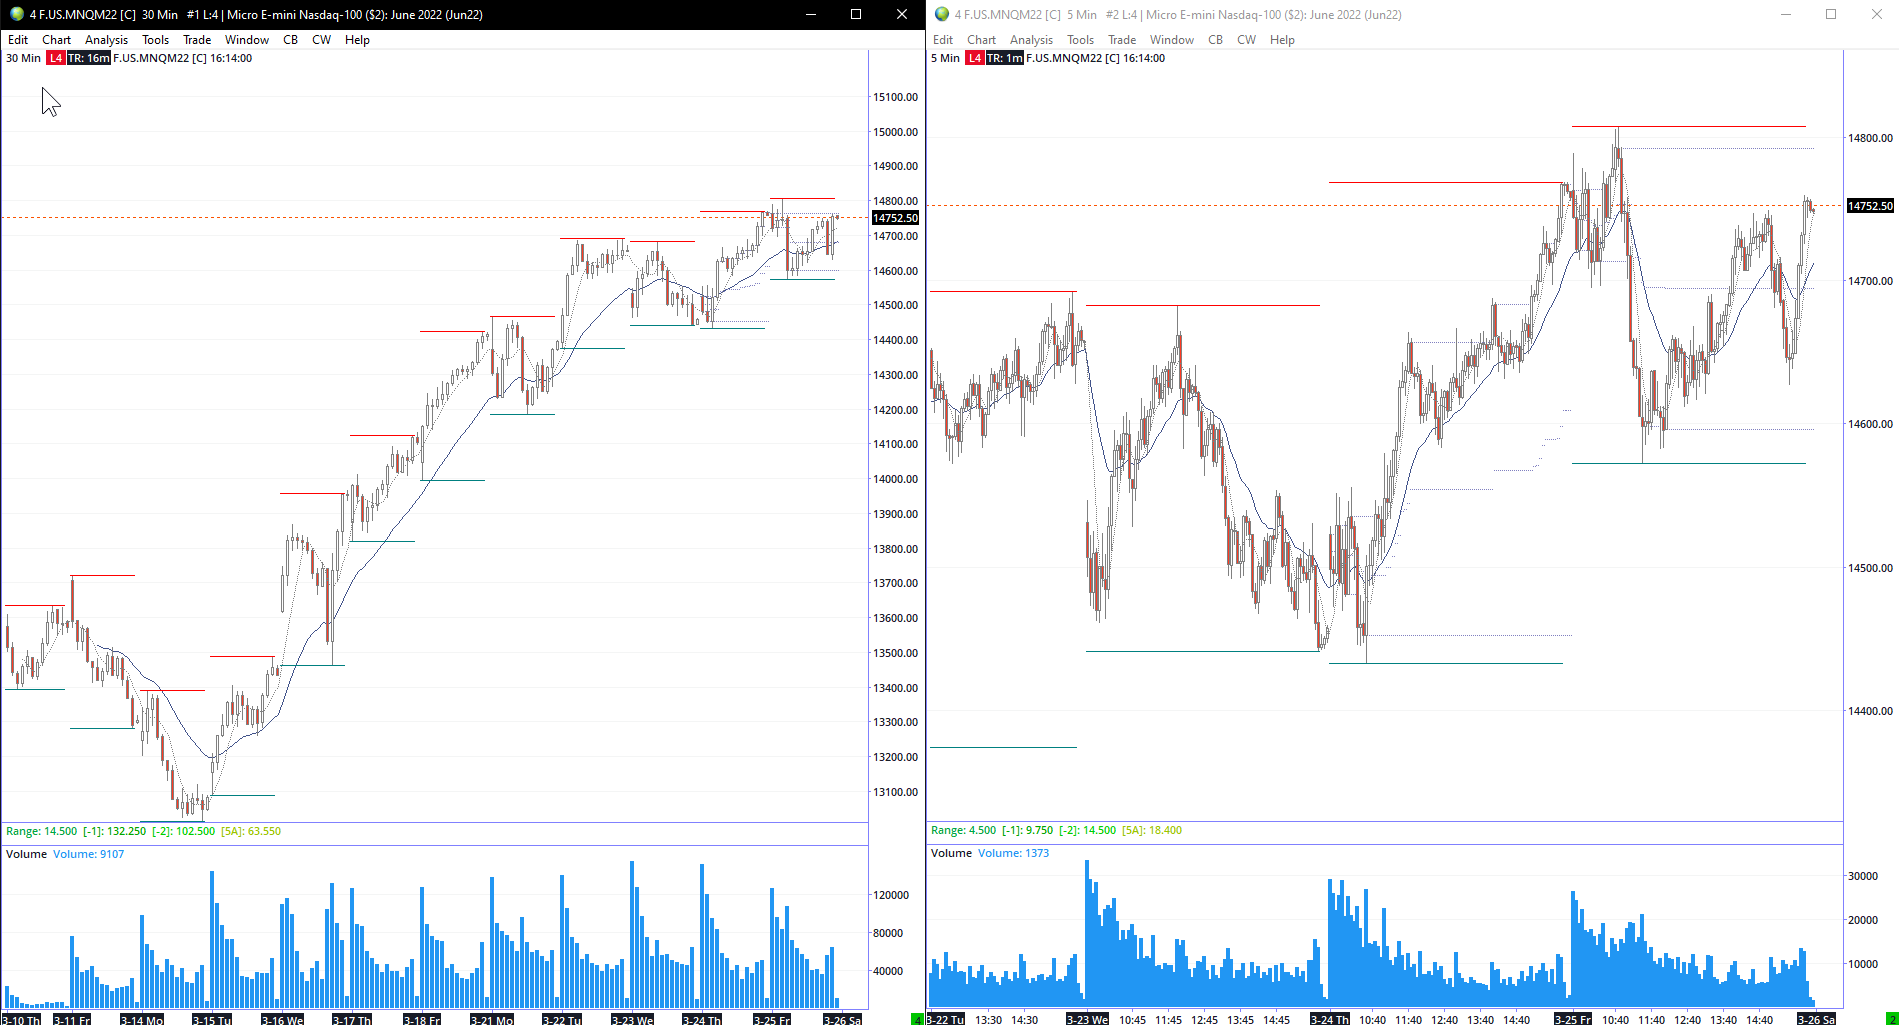 4 F.US.MNQM22 [C]  30 Min  #1 L:4 | Micro E-mini Nasdaq-100 ($2): June 2022 (Jun22)
Edit Chart Analysis Tools Trade Window CB CW Help
30 Min L4 TR: 16m F.US.MNQM22 [C] 16:14:00
15100.00
15000.00
14900.00
14800.00
14752.50
14700.00
14600.00
14500.00
14400.00
14300.00
14200.00
14100.00
14000.00
13900.00
13800.00
13700.00
13600.00
13500.00
13400.00
13300.00
13200.00
13100.00
Range: 14.500 [-1]: 132.250 [-2]: 102.500 [5A]: 63.550
Volume Volume: 9107
120000
80000
40000
3-10 Th 3-11 Fr 3-14 Mo 3-15 Tu 3-16 We 3-17 Th 3-18 Fr 3-21 Mo 3-22 Tu 3-23 We 3-24 Th 3-25 Fr 3-26 Sa 4
4 F.US.MNQM22 [C]  5 Min  #2 L:4 | Micro E-mini Nasdaq-100 ($2): June 2022 (Jun22)
Edit Chart Analysis Tools Trade Window CB CW Help
5 Min L4 TR: 1m F.US.MNQM22 [C] 16:14:00
14800.00
14752.50
14700.00
14600.00
14500.00
14400.00
Range: 4.500 [-1]: 9.750 [-2]: 14.500 [5A]: 18.400
Volume Volume: 1373
30000
20000
10000
3-22 Tu 13:30 14:30 3-23 We 10:45 11:45 12:45 13:45 14:45 3-24 Th 10:40 11:40 12:40 13:40 14:40 3-25 Fr 10:40 11:40 12:40 13:40 14:40 3-26 Sa 2